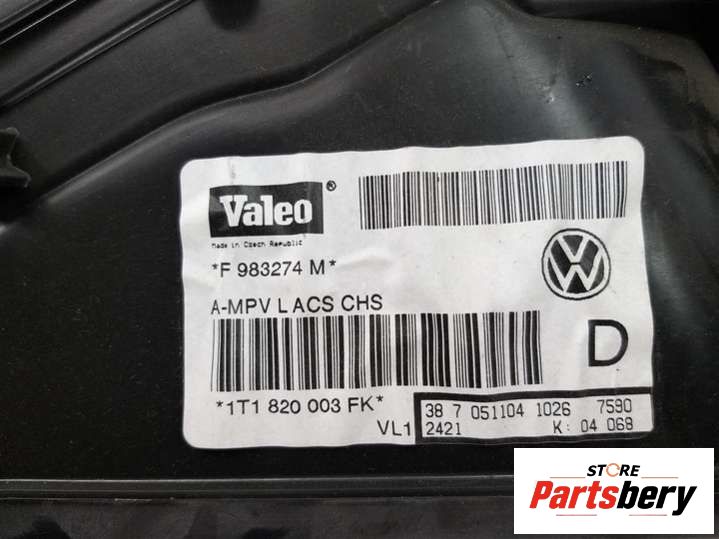 Valeo ®
made in Czech Republic
*F 983274 M*
A-MPV L ACS CHS
VW
D
*1T1 820 003 FK*
VL1
38 7 051104 1026 7590
2421 K: 04 068
STORE
Partsbery